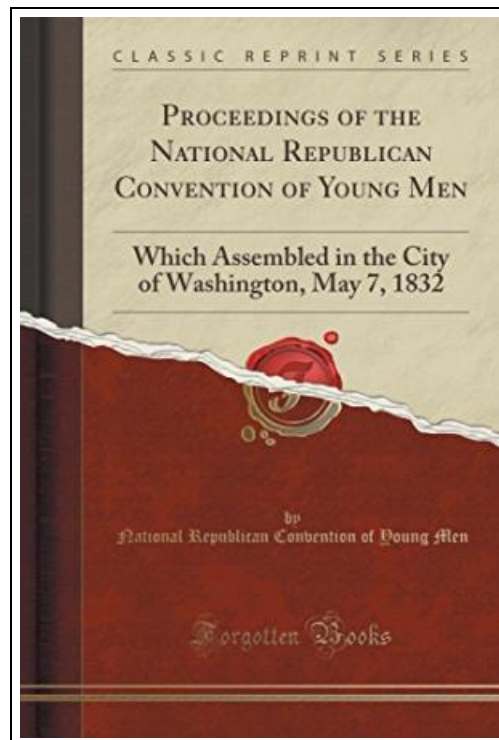 CLASSIC REPRINT SERIES
PROCEEDINGS OF THE
NATIONAL REPUBLICAN
CONVENTION OF YOUNG MEN
Which Assembled in the City
of Washington, May 7, 1832
F
by
National Republican Convention of Young Men
Forgotten Books